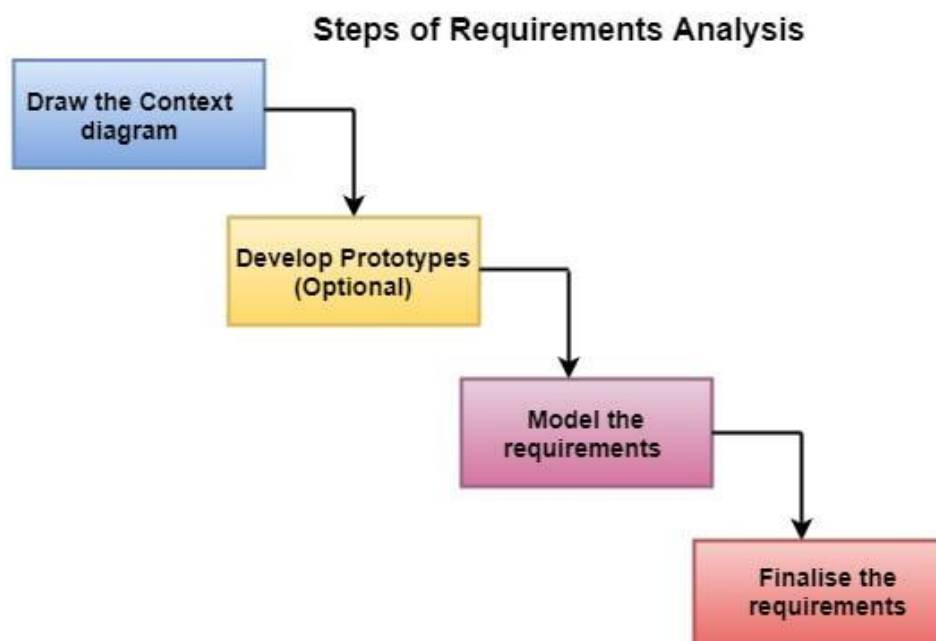 Steps of Requirements Analysis
Draw the Context
diagram
Develop Prototypes
(Optional)
Model the
requirements
Finalise the
requirements